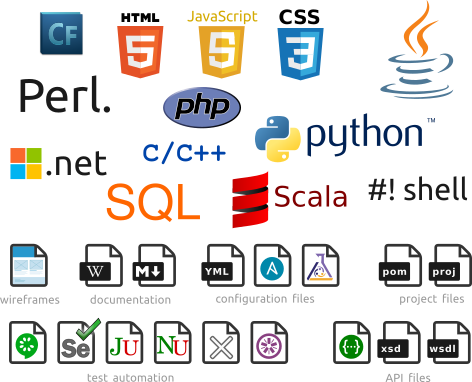 Cf
HTML
5
JavaScript
5
CSS
3
Perl.
php
python™
.net
C/C++
SQL
Scala
#! shell
W
M
YML
A
pom
proj
wireframes
documentation
configuration files
project files
Se
JU
NU
xsd
wsdl
test automation
API files